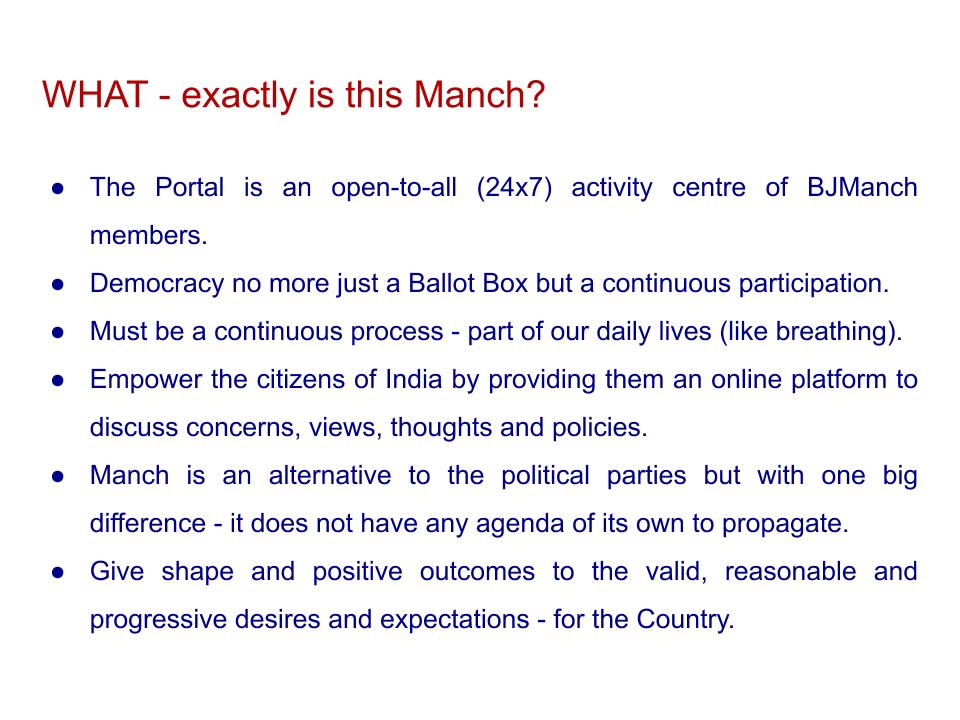 WHAT - exactly is this Manch?
● The Portal is an open-to-all (24x7) activity centre of BJManch
members.
● Democracy no more just a Ballot Box but a continuous participation.
● Must be a continuous process - part of our daily lives (like breathing).
● Empower the citizens of India by providing them an online platform to
discuss concerns, views, thoughts and policies.
● Manch is an alternative to the political parties but with one big
difference - it does not have any agenda of its own to propagate.
● Give shape and positive outcomes to the valid, reasonable and
progressive desires and expectations - for the Country.